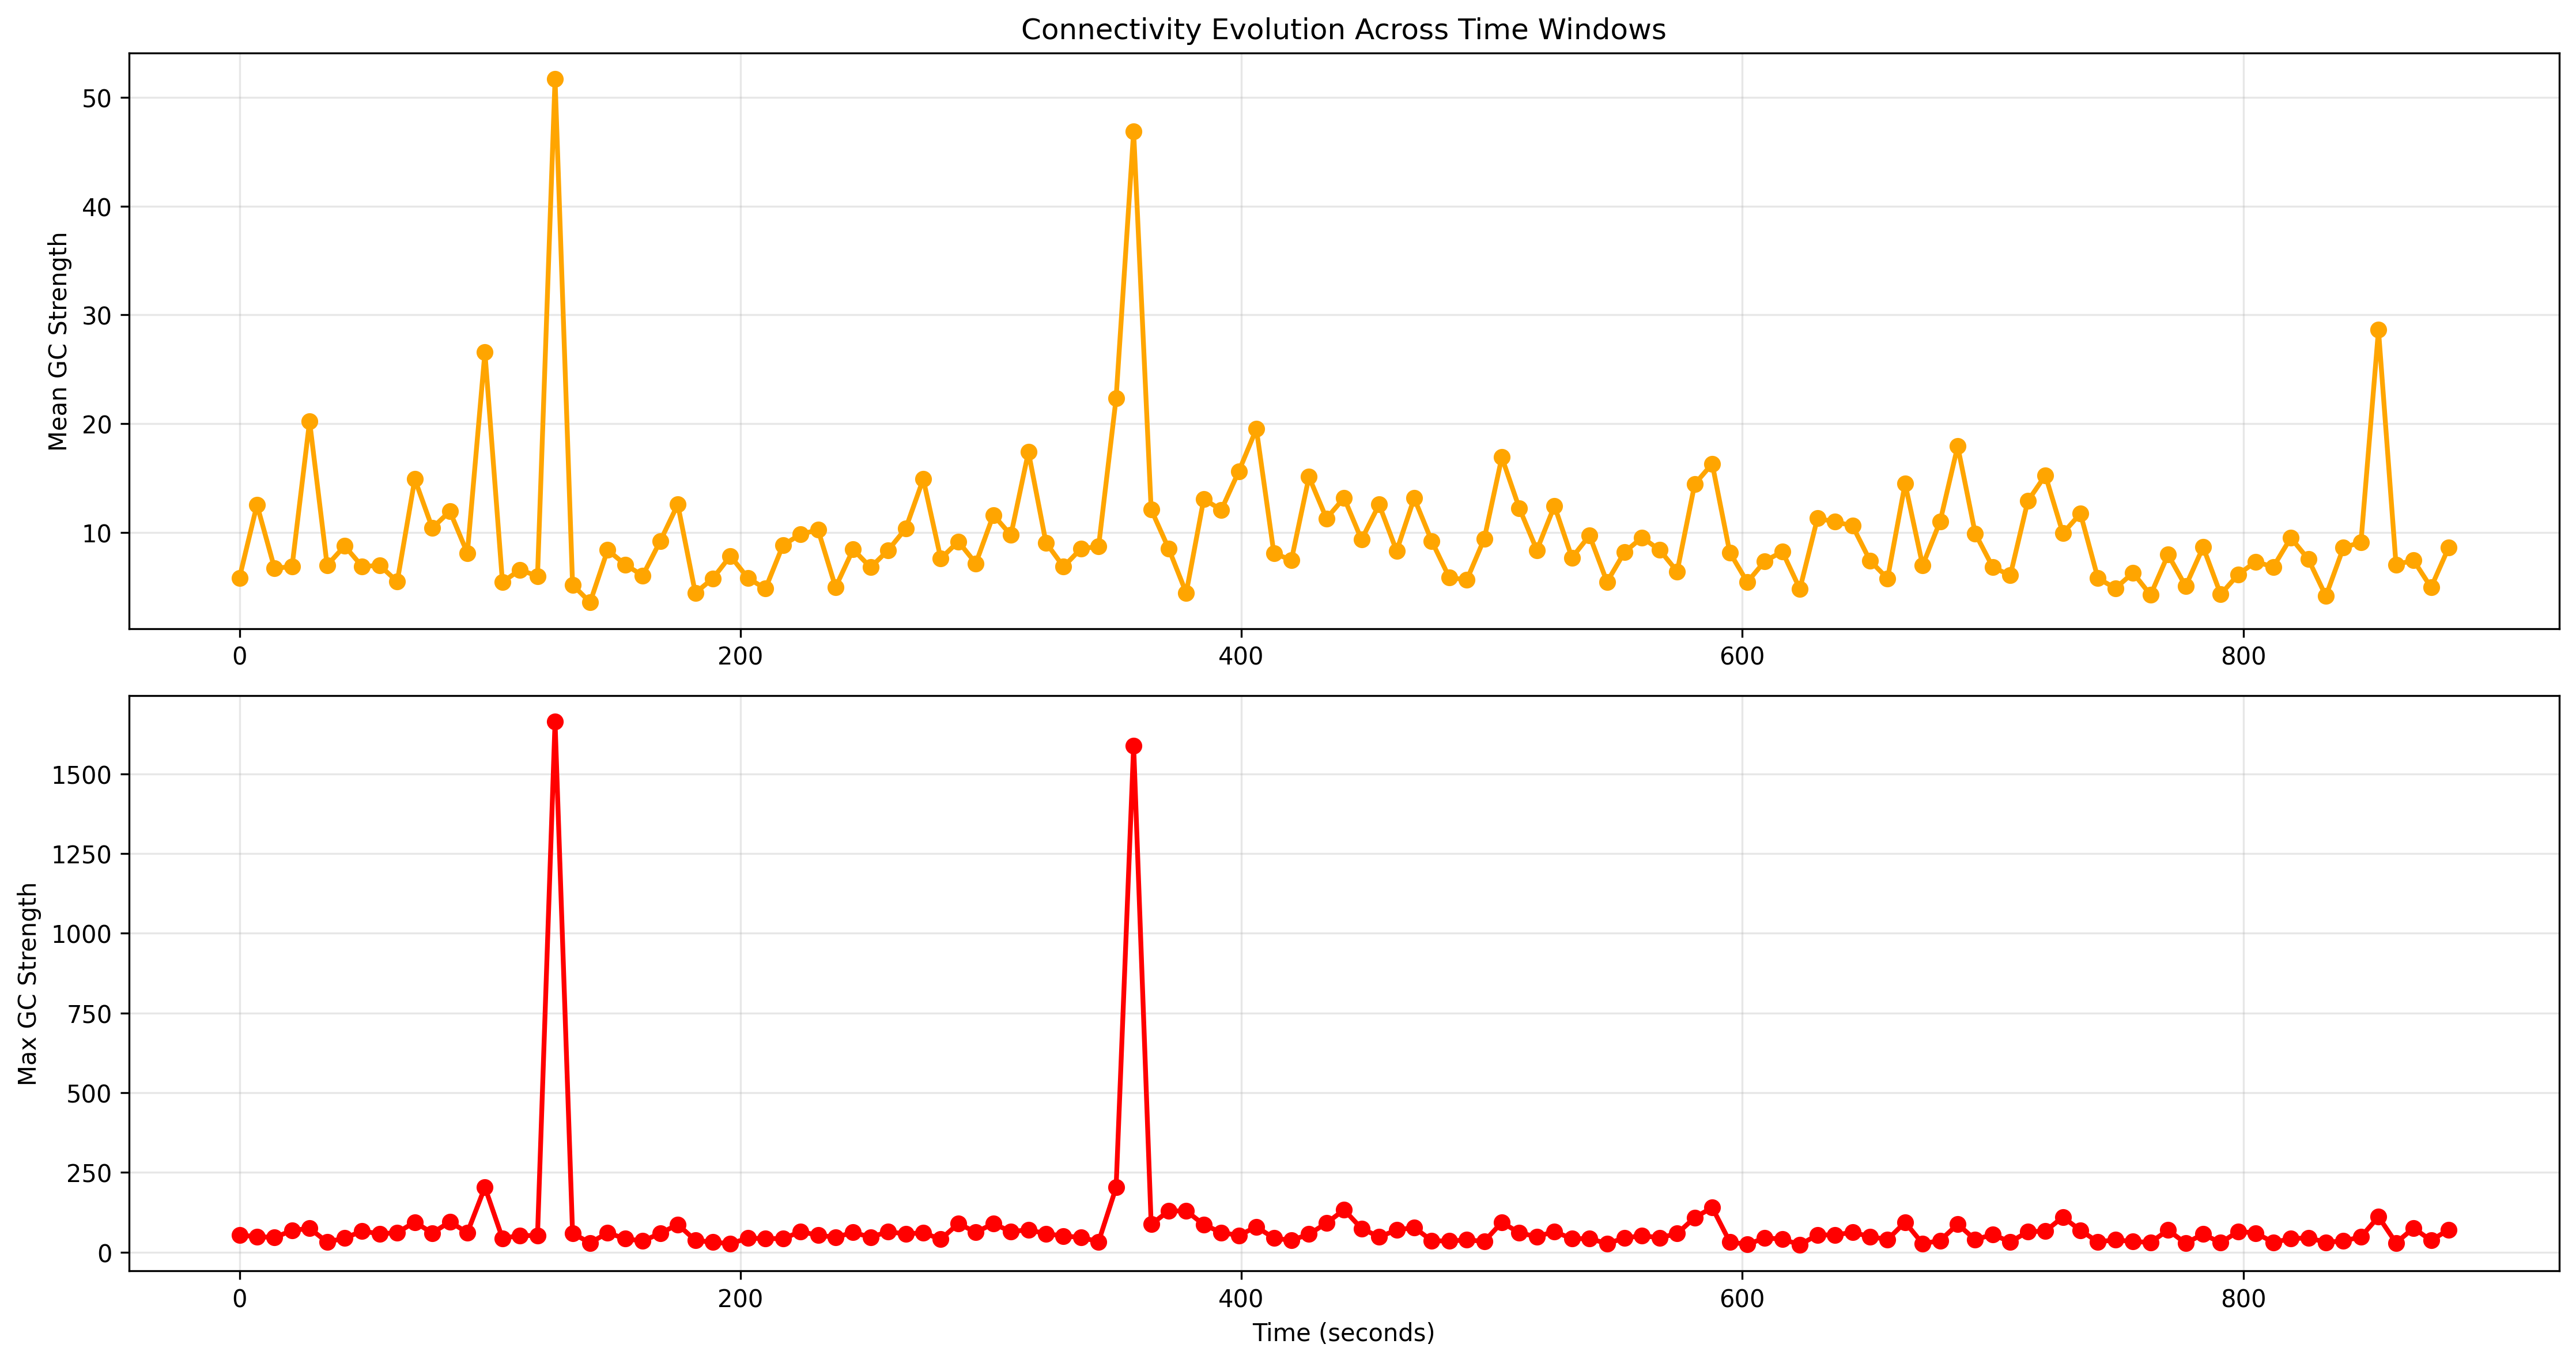 Connectivity Evolution Across Time Windows
Mean GC Strength
50
40
30
20
10
0 200 400 600 800
Max GC Strength
1500
1250
1000
750
500
250
0
0 200 400 600 800
Time (seconds)